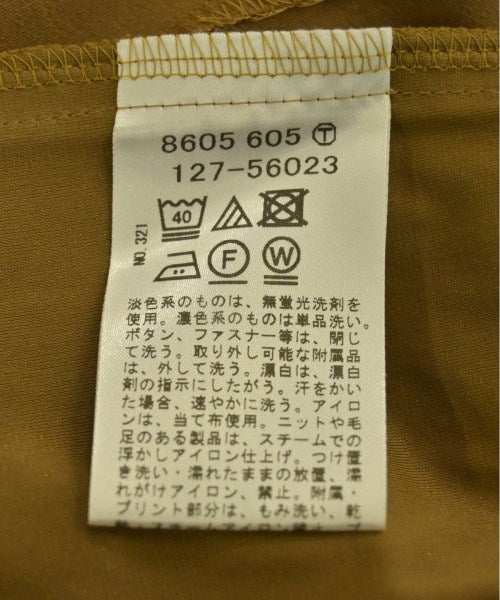 8605 605 Ⓣ
127-56023
NO.321
40
F
W
淡色系のものは、無蛍光洗剤を
使用。濃色系のものは単品洗い。
ボタン、ファスナー等は、閉じ
て洗う。取り外し可能な附属品
は、外して洗う。漂白は、漂白
剤の指示にしたがう。汗をかい
た場合、速やかに洗う。アイロ
ンは、当て布使用。ニットや毛
足のある製品は、スチームでの
浮かしアイロン仕上げ。つけ置
き洗い・濡れたままの放置、濡
れがけアイロン、禁止。附属・
プリント部分は、もみ洗い、乾